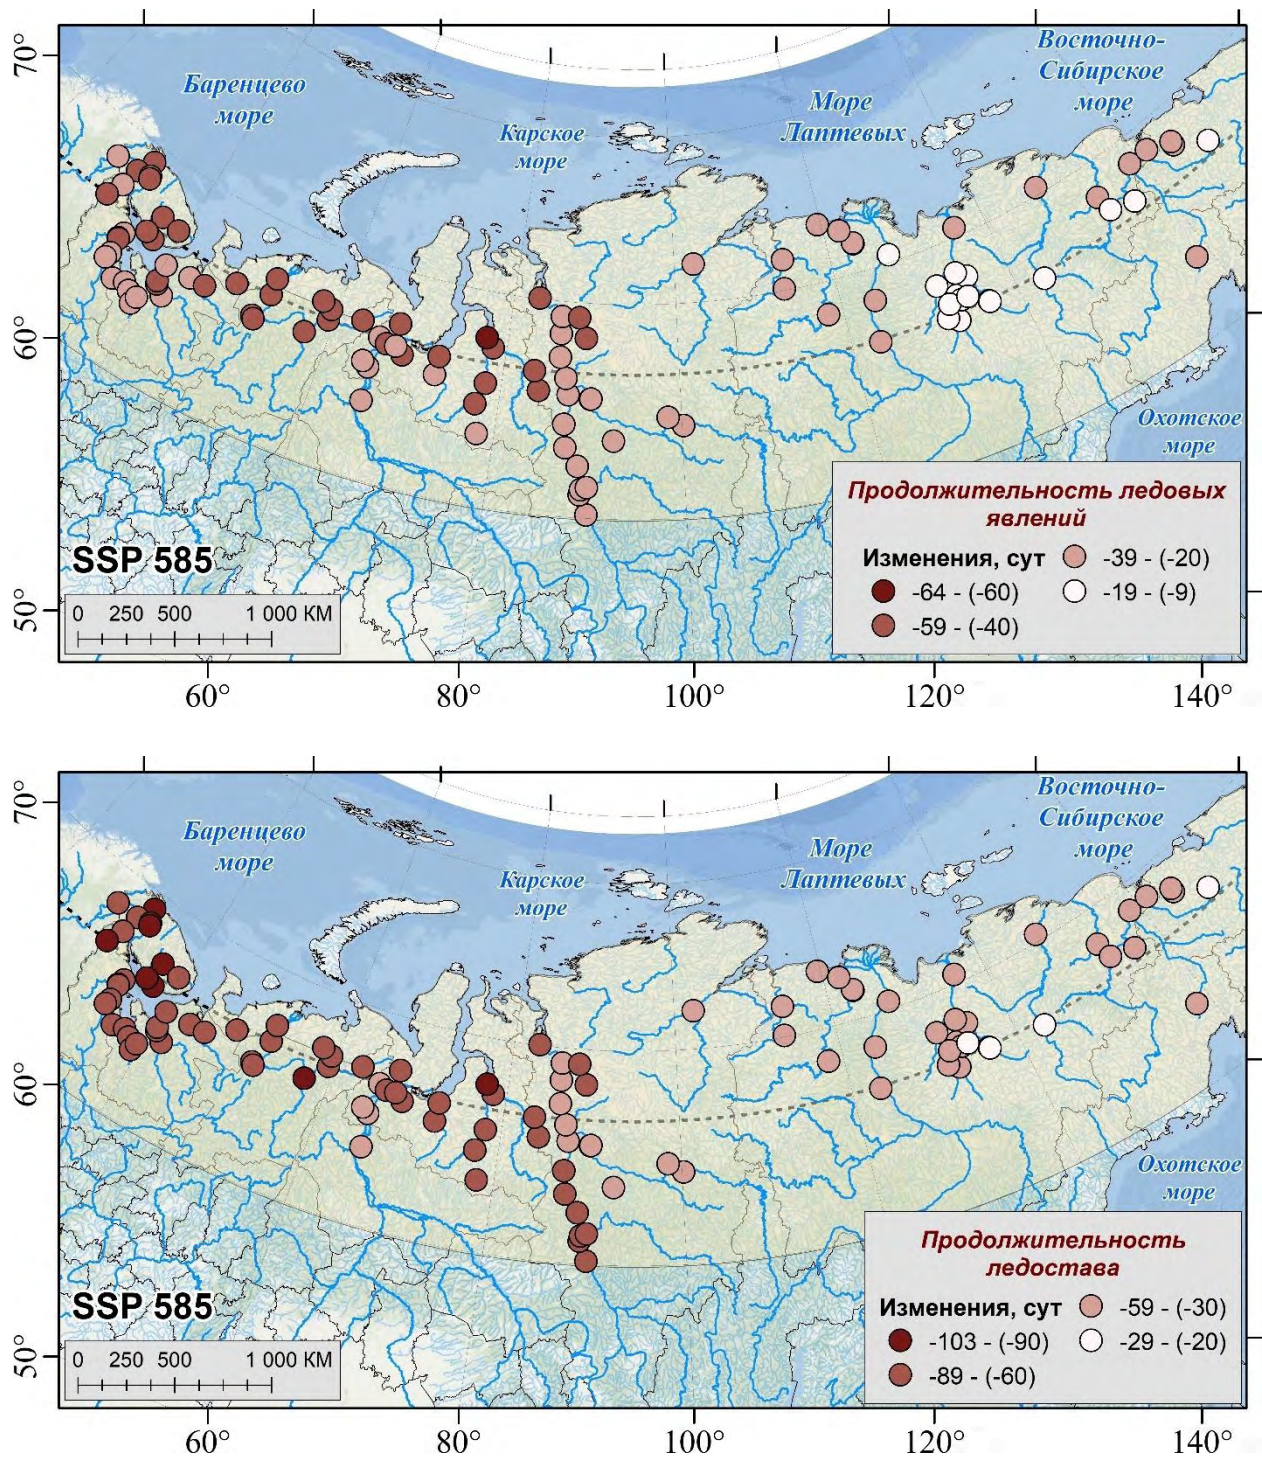 70°
60°
50°
Баренцево
море
Карское
море
Море
Лаптевых
Восточно-
Сибирское
море
Охотское
море
SSP 585
0 250 500 1 000 КМ
Продолжительность ледовых
явлений
Изменения, сут
-64 - (-60)
-59 - (-40)
-39 - (-20)
-19 - (-9)
60° 80° 100° 120° 140°
70°
60°
50°
Баренцево
море
Карское
море
Море
Лаптевых
Восточно-
Сибирское
море
Охотское
море
SSP 585
0 250 500 1 000 КМ
Продолжительность
ледостава
Изменения, сут
-103 - (-90)
-89 - (-60)
-59 - (-30)
-29 - (-20)
60° 80° 100° 120° 140°